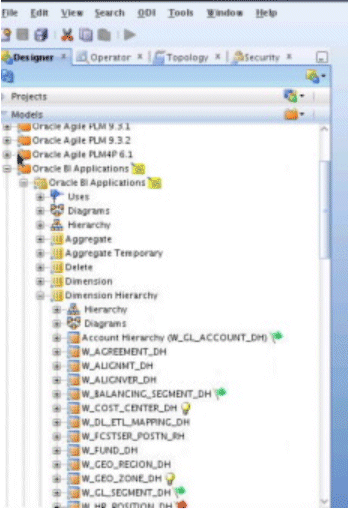 File Edit View Search ODI Tools Window Help
Designer × Operator × Topology × Security ×
Projects
Models
Oracle Agile PLM 9.3.1
Oracle Agile PLM 9.3.2
Oracle Agile PLM4P 6.1
Oracle BI Applications
Oracle BI Applications
Uses
Diagrams
Hierarchy
Aggregate
Aggregate Temporary
Delete
Dimension
Dimension Hierarchy
Hierarchy
Diagrams
Account Hierarchy (W_GL_ACCOUNT_DH)
W_AGREEMENT_DH
W_ALIGNMT_DH
W_ALIGNVER_DH
W_BALANCING_SEGMENT_DH
W_COST_CENTER_DH
W_DL_ETL_MAPPING_DH
W_FCSTSER_POSTN_RH
W_FUND_DH
W_GEO_REGION_DH
W_GEO_ZONE_DH
W_GL_SEGMENT_DH
W_HR_POSITION_DH